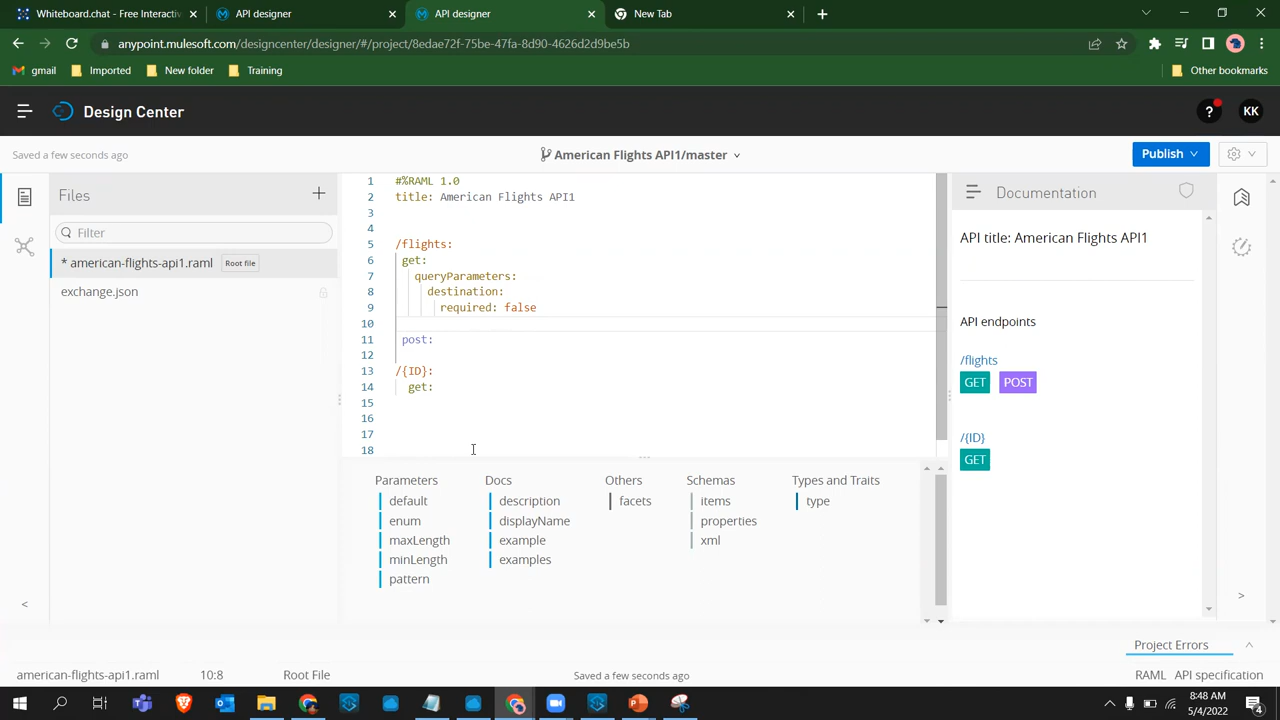 Whiteboard.chat - Free Interactiv
API designer
API designer
New Tab
anypoint.mulesoft.com/designcenter/designer/#/project/8edae72f-75be-47fa-8d90-4626d2d9be5b
gmail
Imported
New folder
Training
Other bookmarks
Design Center
?
KK
Saved a few seconds ago
American Flights API1/master
Publish
Files
Filter
* american-flights-api1.raml
Root file
exchange.json
1 #%RAML 1.0
2 title: American Flights API1
3
4
5 /flights:
6 get:
7 queryParameters:
8 destination:
9 required: false
10
11 post:
12
13 /{ID}:
14 get:
15
16
17
18
Documentation
API title: American Flights API1
API endpoints
/flights
GET POST
/{ID}
GET
Parameters
default
enum
maxLength
minLength
pattern
Docs
description
displayName
example
examples
Others
facets
Schemas
items
properties
xml
Types and Traits
type
<
>
Project Errors
american-flights-api1.raml
10:8
Root File
Saved a few seconds ago
RAML
API specification
8:48 AM
5/4/2022
4